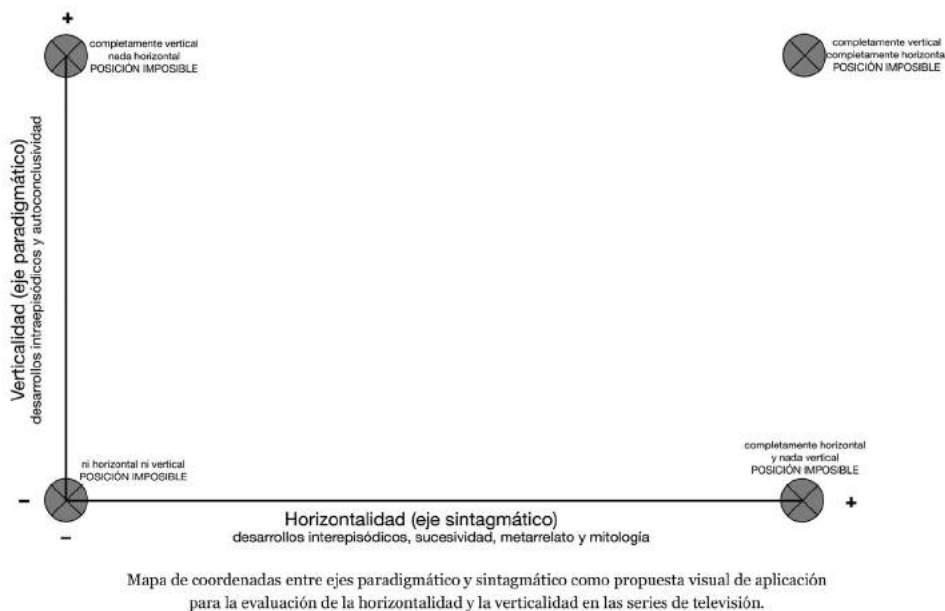 +
completamente vertical
nada horizontal
POSICIÓN IMPOSIBLE
completamente vertical
completamente horizonta
POSICIÓN IMPOSIBLE
Verticalidad (eje paradigmático)
desarrollos intraepisódicos y autoconclusividad
ni horizontal ni vertical
POSICIÓN IMPOSIBLE
completamente horizontal
y nada vertical
POSICIÓN IMPOSIBLE
–
+
–
Horizontalidad (eje sintagmático)
desarrollos interepisódicos, sucesividad, metarrelato y mitología
Mapa de coordenadas entre ejes paradigmático y sintagmático como propuesta visual de aplicación
para la evaluación de la horizontalidad y la verticalidad en las series de televisión.